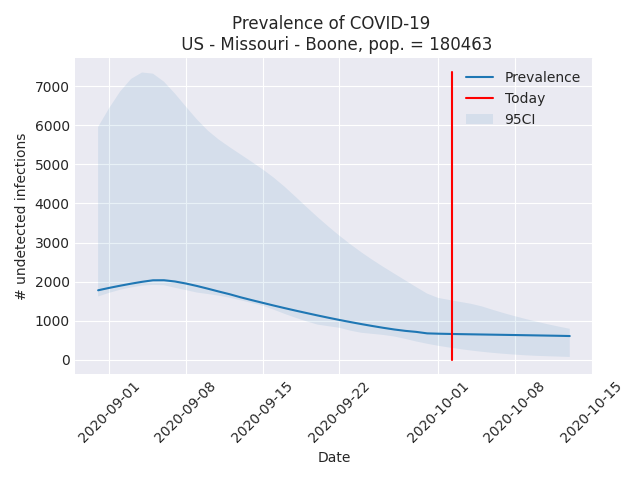 Prevalence of COVID-19
US - Missouri - Boone, pop. = 180463
Prevalence
Today
95CI
# undetected infections
7000
6000
5000
4000
3000
2000
1000
0
2020-09-01
2020-09-08
2020-09-15
2020-09-22
2020-10-01
2020-10-08
2020-10-15
Date